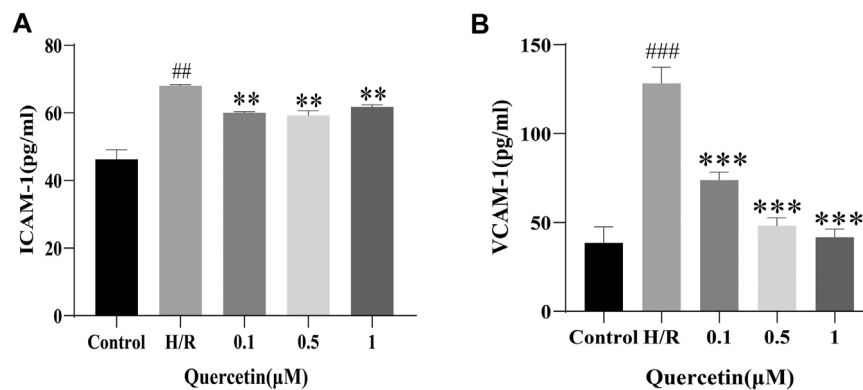 A
ICAM-1(pg/ml)
80
60
40
20
0
##
**
**
**
Control H/R 0.1 0.5 1
Quercetin(μM)
B
VCAM-1(pg/ml)
150
100
50
0
###
***
***
***
Control H/R 0.1 0.5 1
Quercetin(μM)